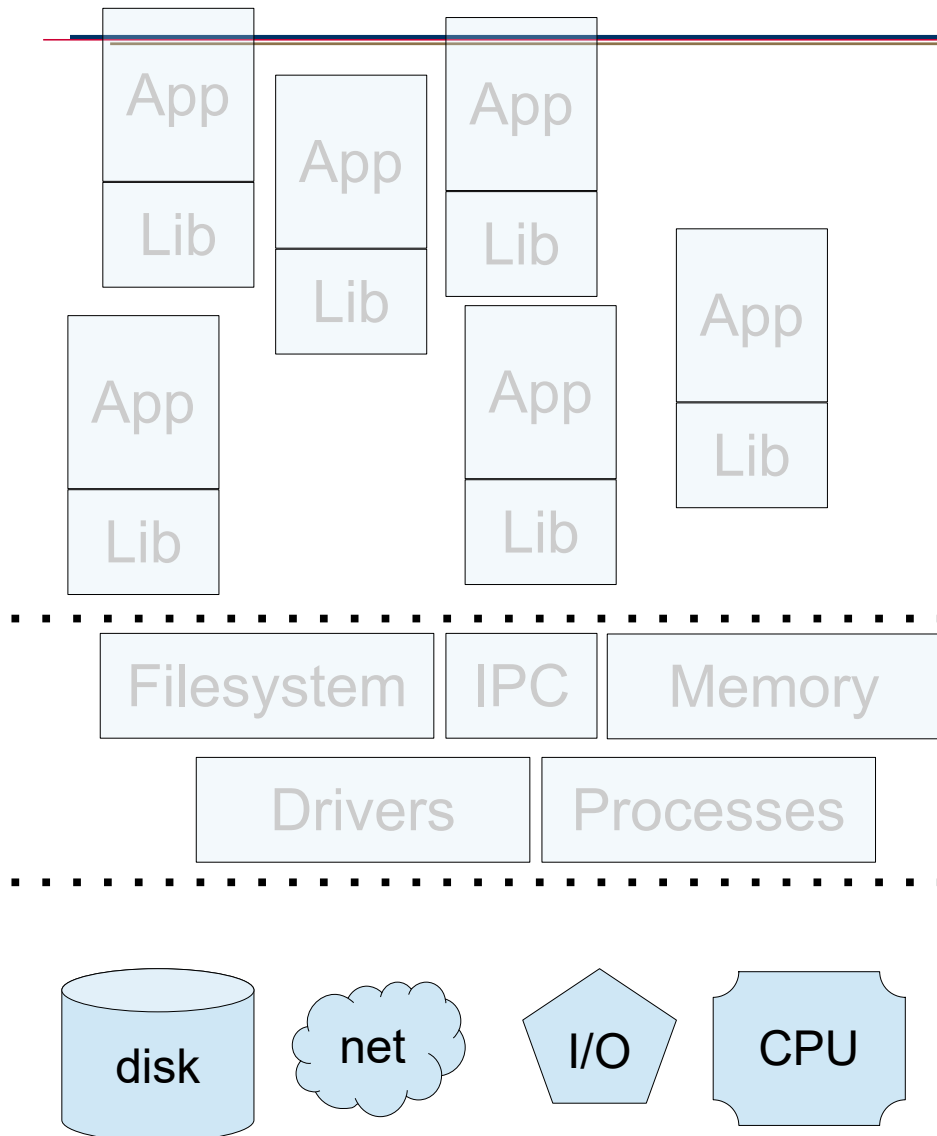 App
Lib
App
Lib
App
Lib
App
Lib
App
Lib
App
Lib
Filesystem
IPC
Memory
Drivers
Processes
disk
net
I/O
CPU